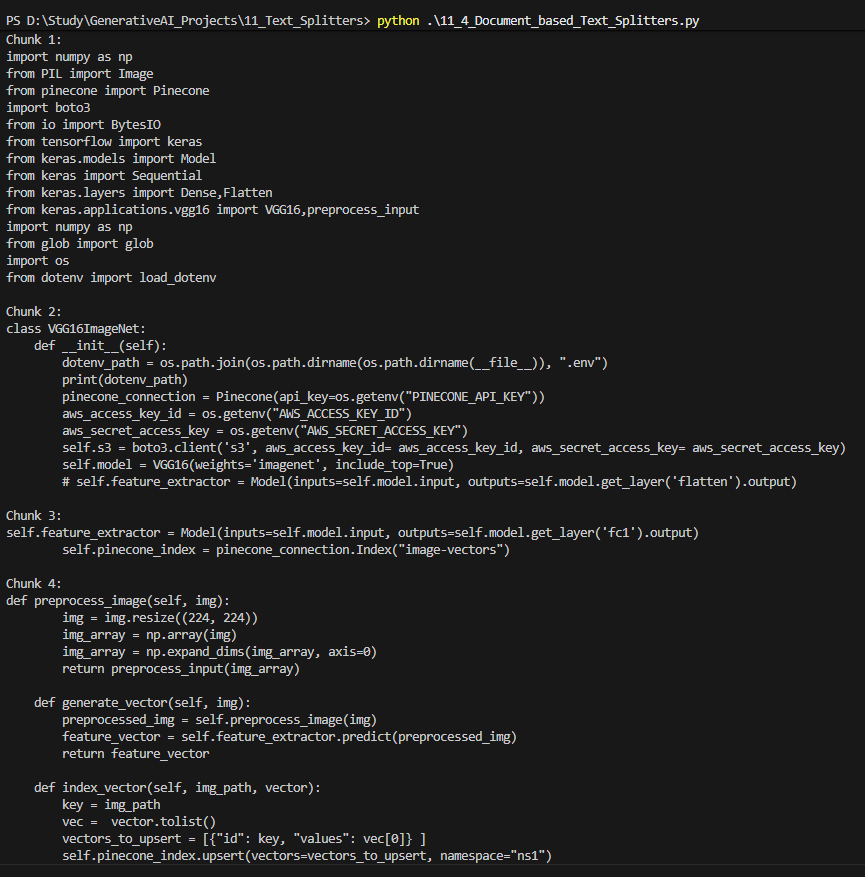 PS D:\Study\GenerativeAI_Projects\11_Text_Splitters> python .\11_4_Document_based_Text_Splitters.py
Chunk 1:
import numpy as np
from PIL import Image
from pinecone import Pinecone
import boto3
from io import BytesIO
from tensorflow import keras
from keras.models import Model
from keras import Sequential
from keras.layers import Dense,Flatten
from keras.applications.vgg16 import VGG16,preprocess_input
import numpy as np
from glob import glob
import os
from dotenv import load_dotenv

Chunk 2:
class VGG16ImageNet:
    def __init__(self):
        dotenv_path = os.path.join(os.path.dirname(os.path.dirname(__file__)), ".env")
        print(dotenv_path)
        pinecone_connection = Pinecone(api_key=os.getenv("PINECONE_API_KEY"))
        aws_access_key_id = os.getenv("AWS_ACCESS_KEY_ID")
        aws_secret_access_key = os.getenv("AWS_SECRET_ACCESS_KEY")
        self.s3 = boto3.client('s3', aws_access_key_id= aws_access_key_id, aws_secret_access_key= aws_secret_access_key)
        self.model = VGG16(weights='imagenet', include_top=True)
        # self.feature_extractor = Model(inputs=self.model.input, outputs=self.model.get_layer('flatten').output)

Chunk 3:
self.feature_extractor = Model(inputs=self.model.input, outputs=self.model.get_layer('fc1').output)
        self.pinecone_index = pinecone_connection.Index("image-vectors")

Chunk 4:
def preprocess_image(self, img):
        img = img.resize((224, 224))
        img_array = np.array(img)
        img_array = np.expand_dims(img_array, axis=0)
        return preprocess_input(img_array)

    def generate_vector(self, img):
        preprocessed_img = self.preprocess_image(img)
        feature_vector = self.feature_extractor.predict(preprocessed_img)
        return feature_vector

    def index_vector(self, img_path, vector):
        key = img_path
        vec =  vector.tolist()
        vectors_to_upsert = [{"id": key, "values": vec[0]} ]
        self.pinecone_index.upsert(vectors=vectors_to_upsert, namespace="ns1")